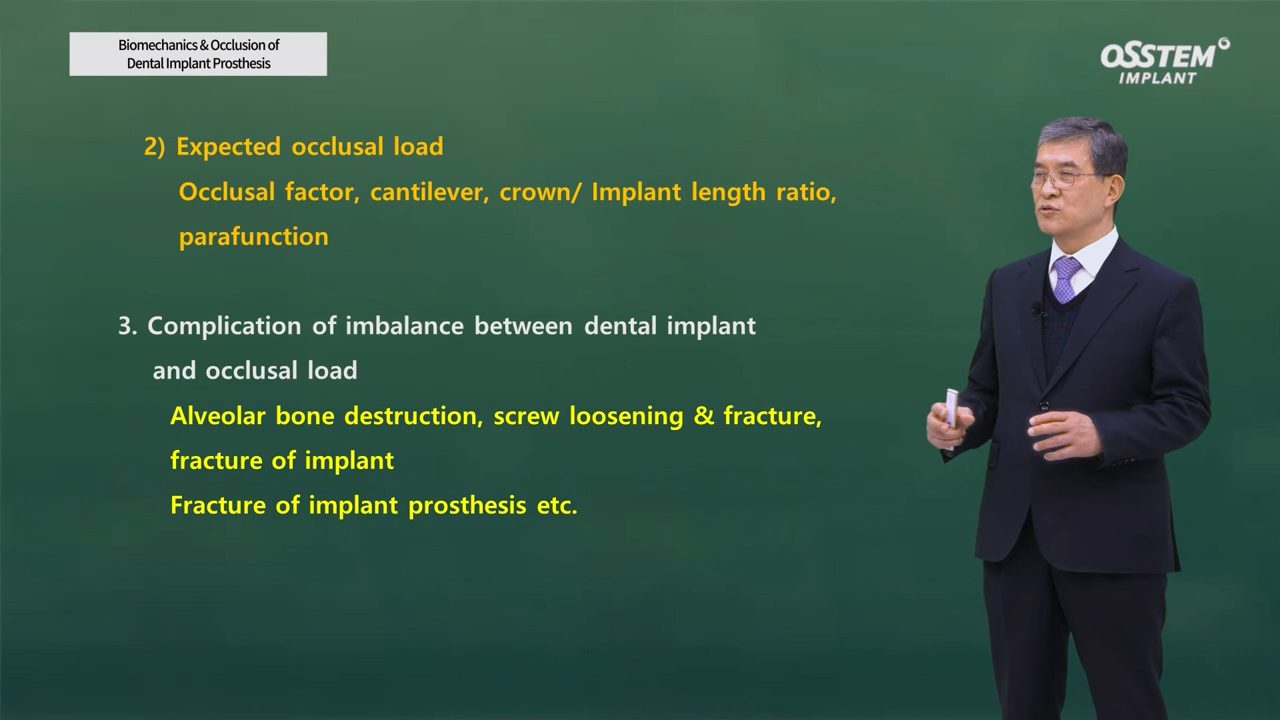 Biomechanics & Occlusion of
Dental Implant Prosthesis
OSSTEM
IMPLANT
2) Expected occlusal load
Occlusal factor, cantilever, crown/ Implant length ratio,
parafunction
3. Complication of imbalance between dental implant
and occlusal load
Alveolar bone destruction, screw loosening & fracture,
fracture of implant
Fracture of implant prosthesis etc.